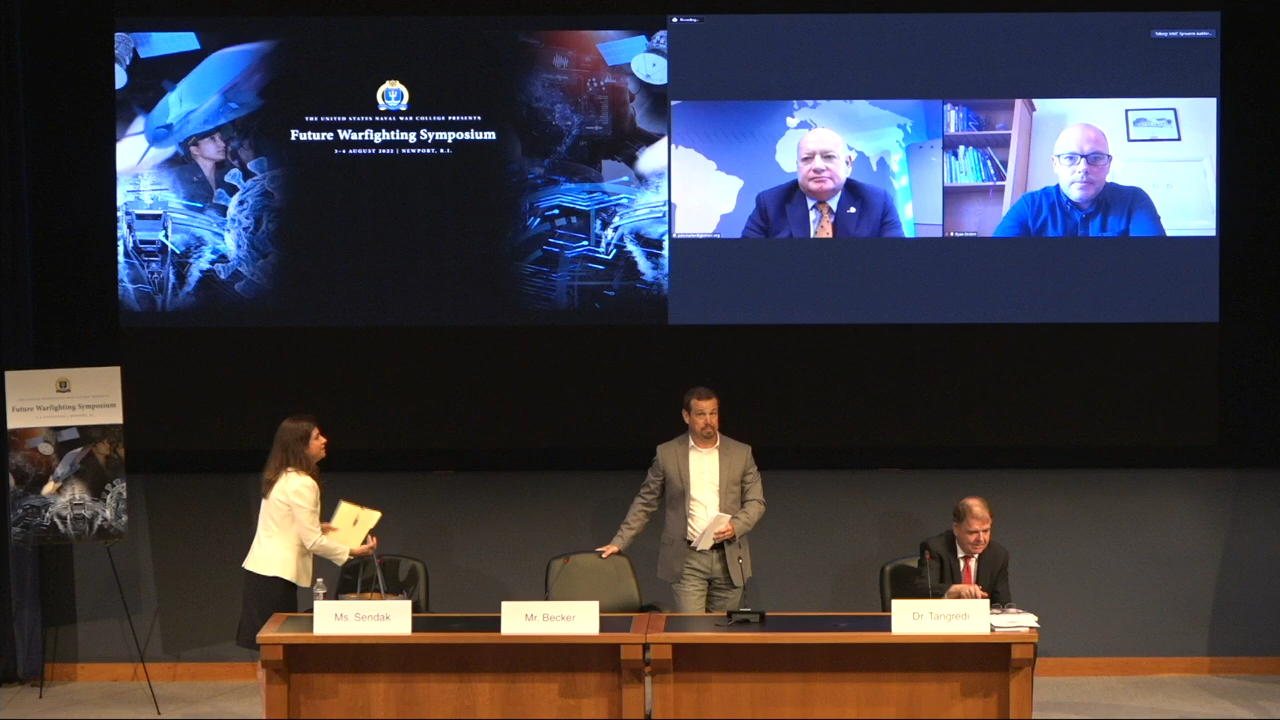 THE UNITED STATES NAVAL WAR COLLEGE PRESENTS
Future Warfighting Symposium
3–4 AUGUST 2022 | NEWPORT, R.I.
Recording...
Future Warfighting Symposium
Ms. Sendak
Mr. Becker
Dr. Tangredi